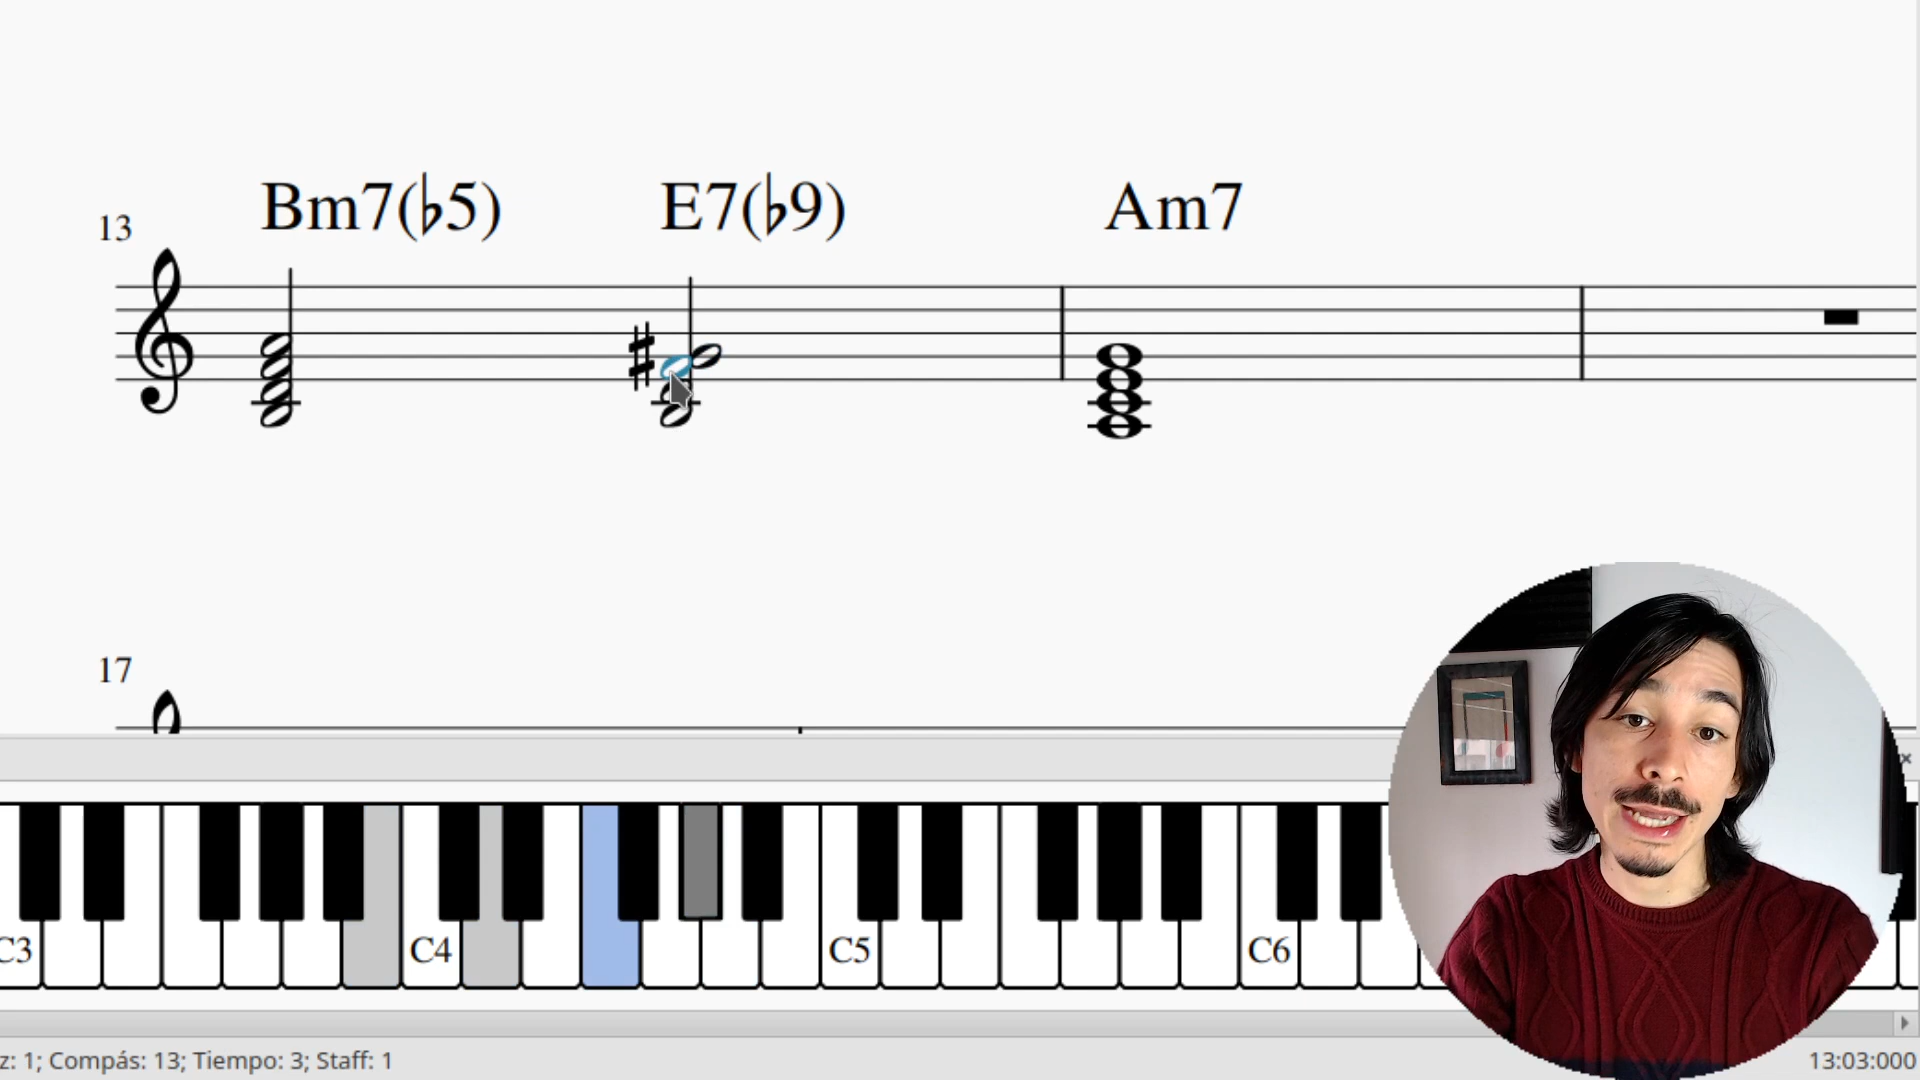 Bm7(♭5) E7(♭9) Am7
13
17
C3 C4 C5 C6
z: 1; Compás: 13; Tiempo: 3; Staff: 1 13:03:000